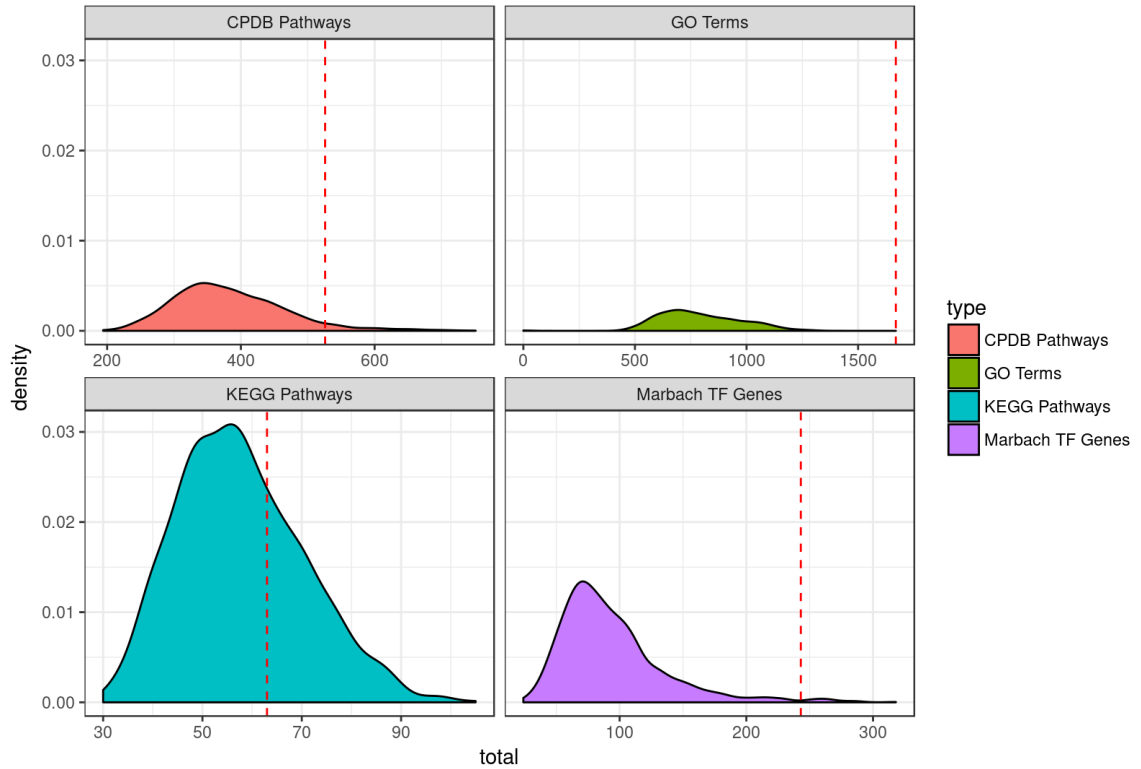 CPDB Pathways
GO Terms
0.03
0.02
0.01
0.00
200 400 600
0 500 1000 1500
KEGG Pathways
Marbach TF Genes
0.03
0.02
0.01
0.00
30 50 70 90
100 200 300
density
total
type
CPDB Pathways
GO Terms
KEGG Pathways
Marbach TF Genes